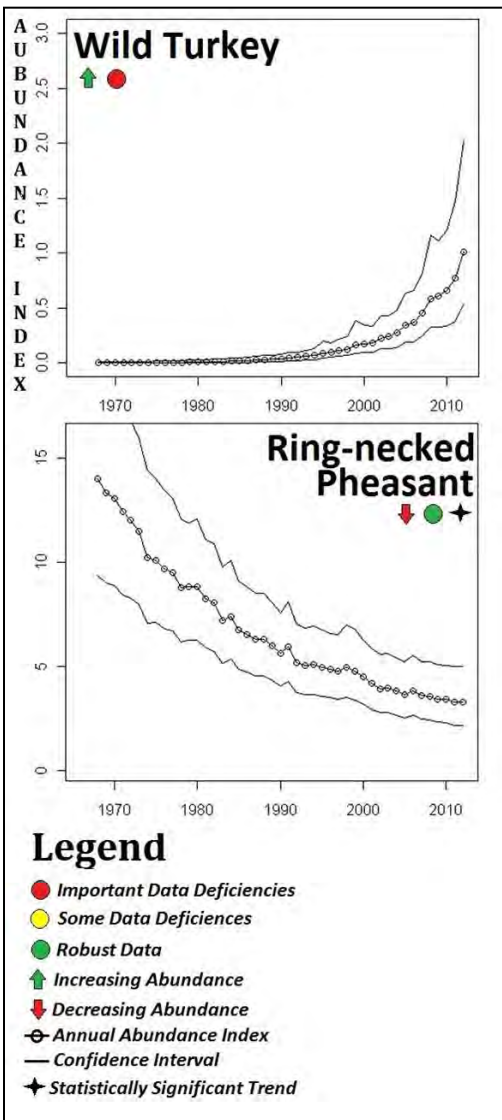 AUBUNDANCE INDEX
Wild Turkey
3.0
2.5
2.0
1.5
1.0
0.5
0.0
1970 1980 1990 2000 2010
Ring-necked
Pheasant
15
10
5
0
1970 1980 1990 2000 2010
Legend
Important Data Deficiencies
Some Data Deficiences
Robust Data
Increasing Abundance
Decreasing Abundance
Annual Abundance Index
Confidence Interval
Statistically Significant Trend